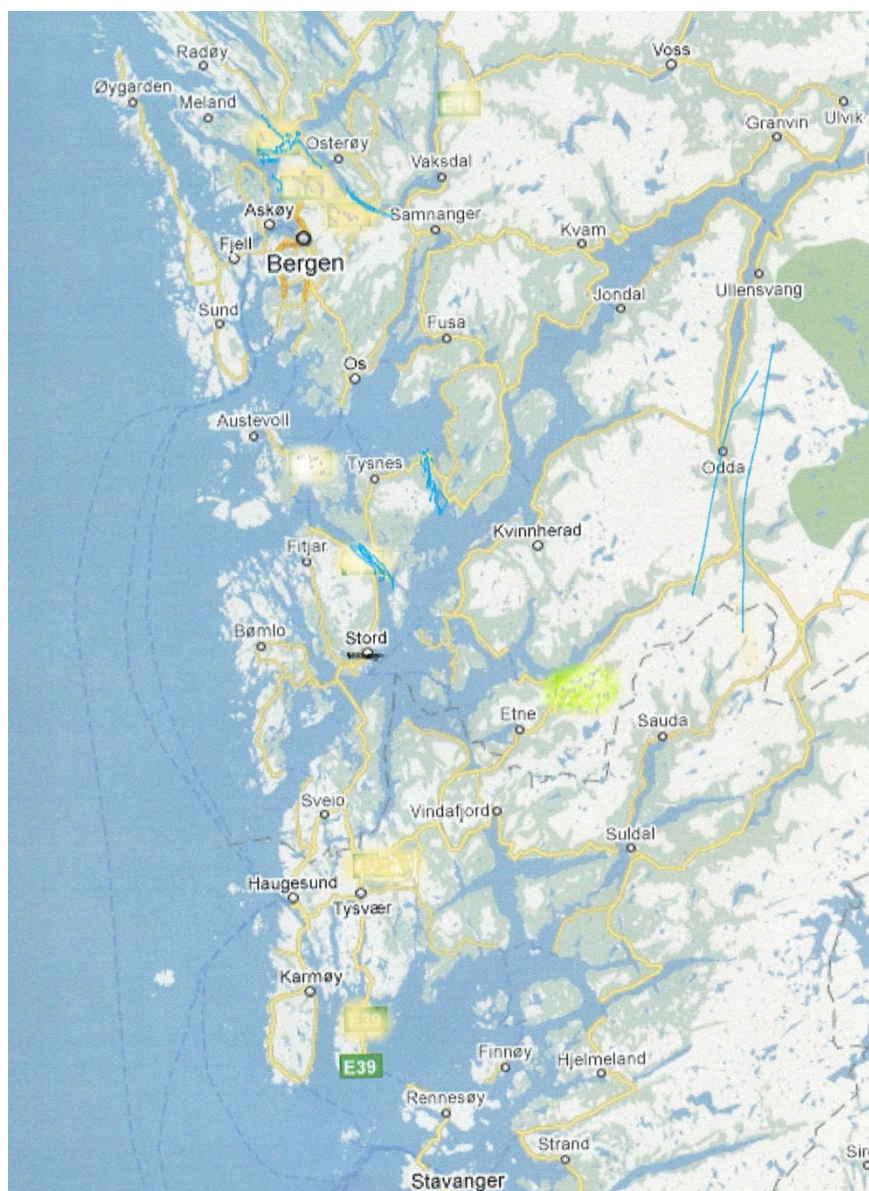 Voss
Radøy
Øygarden
Meland
Ulvik
Granvin
Osterøy
Vaksdal
Askøy
Samnanger
Kvam
Fjell
Bergen
Ullensvang
Jondal
Sund
Fusa
Os
Austevoll
Odda
Tysnes
Kvinnherad
Fitjar
Bømlo
Stord
Etne
Sauda
Sveio
Vindafjord
Suldal
Haugesund
Tysvær
Karmøy
E39
Finnøy
Hjelmeland
E39
Rennesøy
Strand
Stavanger